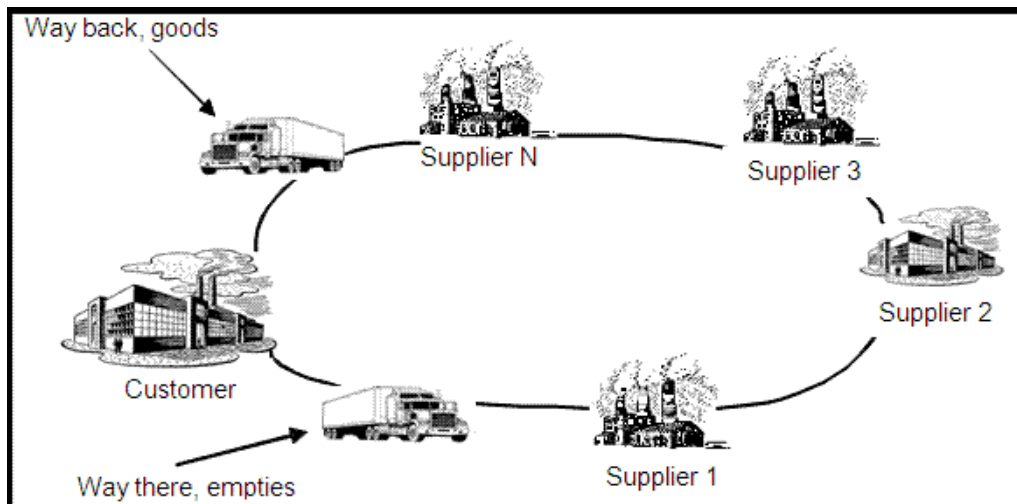 Way back, goods
Supplier N
Supplier 3
Supplier 2
Customer
Supplier 1
Way there, empties